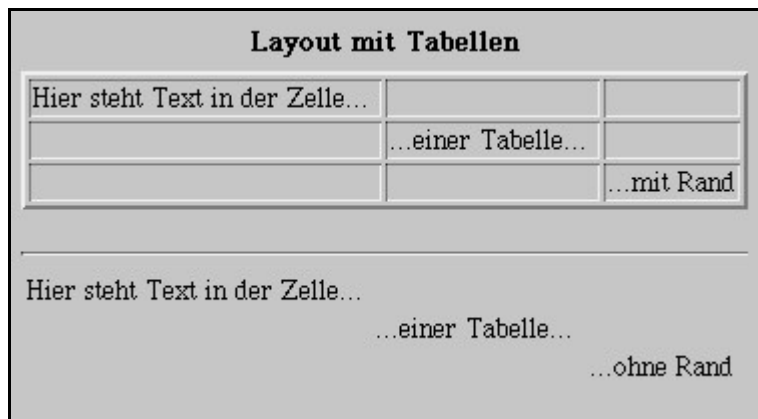 Layout mit Tabellen
Hier steht Text in der Zelle...
...einer Tabelle...
...mit Rand
Hier steht Text in der Zelle...
...einer Tabelle...
...ohne Rand